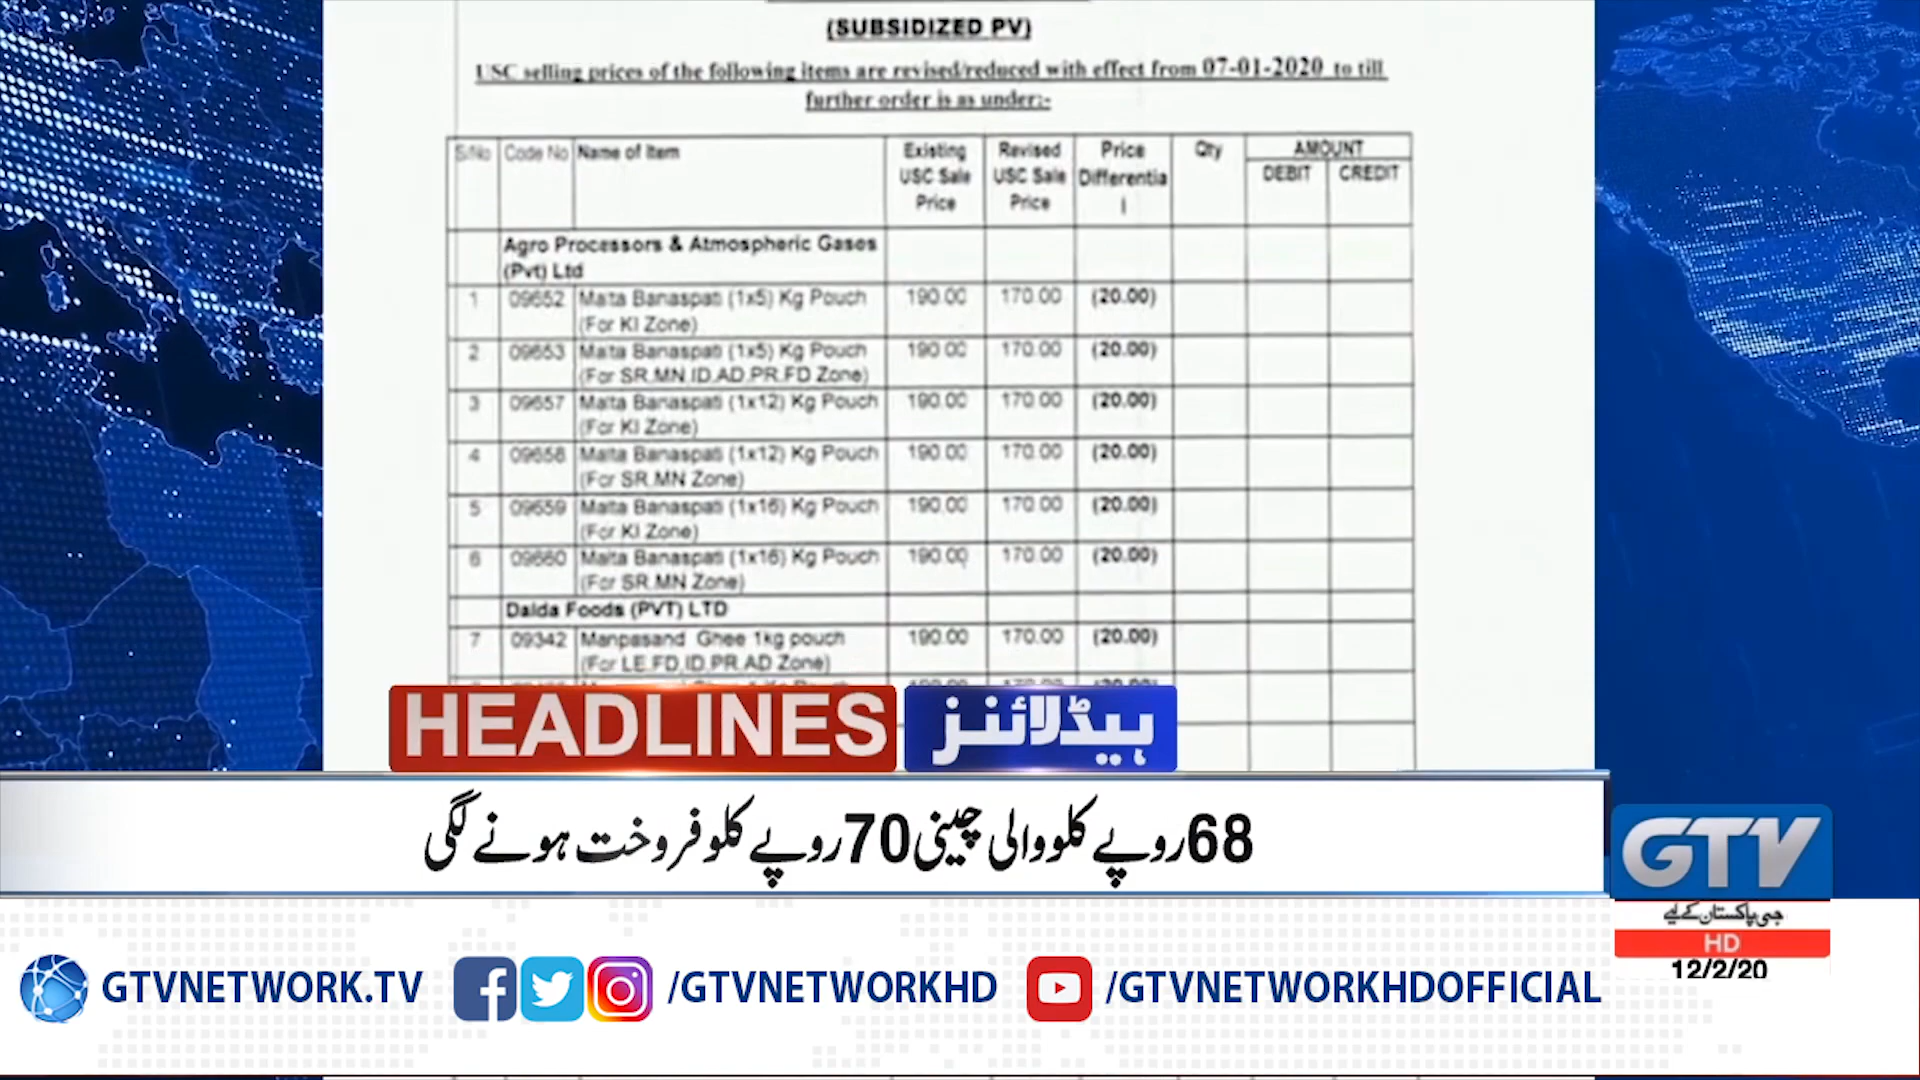 (SUBSIDIZED PV)
USC selling prices of the following items are revised/reduced with effect from 07-01-2020 to till
further order is as under:-
S/No Code No Name of Item Existing USC Sale Price Revised USC Sale Price Price Differentia l Qty AMOUNT DEBIT CREDIT
Agro Processors & Atmospheric Gases
(Pvt) Ltd
1 09652 Malta Banaspati (1x5) Kg Pouch 190.00 170.00 (20.00)
(For KI Zone)
2 09653 Malta Banaspati (1x5) Kg Pouch 190.00 170.00 (20.00)
(For SR.MN.ID.AD.PR.FD Zone)
3 09657 Malta Banaspati (1x12) Kg Pouch 190.00 170.00 (20.00)
(For KI Zone)
4 09658 Malta Banaspati (1x12) Kg Pouch 190.00 170.00 (20.00)
(For SR.MN Zone)
5 09659 Malta Banaspati (1x16) Kg Pouch 190.00 170.00 (20.00)
(For KI Zone)
6 09660 Malta Banaspati (1x16) Kg Pouch 190.00 170.00 (20.00)
(For SR.MN Zone)
Dalda Foods (PVT) LTD
7 09342 Manpasand Ghee 1kg pouch 190.00 170.00 (20.00)
(For LE.FD.ID.PR.AD Zone)
HEADLINES ہیڈلائنز
68روپے کلو والی چینی 70روپے کلو فروخت ہونے لگی
GTV
جی پاکستان کے لیے
HD
12/2/20
GTVNETWORK.TV /GTVNETWORKHD /GTVNETWORKHDOFFICIAL